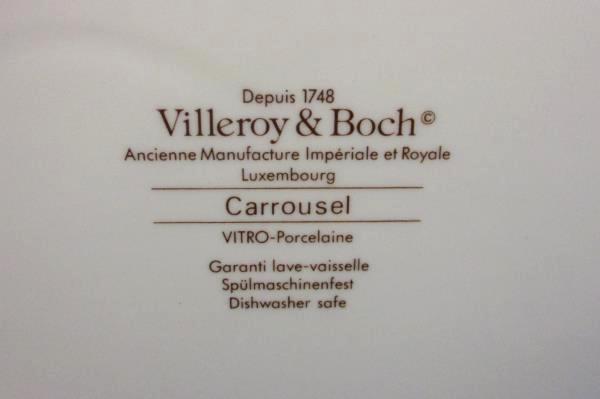 Depuis 1748
Villeroy & Boch©
Ancienne Manufacture Impériale et Royale
Luxembourg
Carrousel
VITRO-Porcelaine
Garanti lave-vaisselle
Spülmaschinenfest
Dishwasher safe